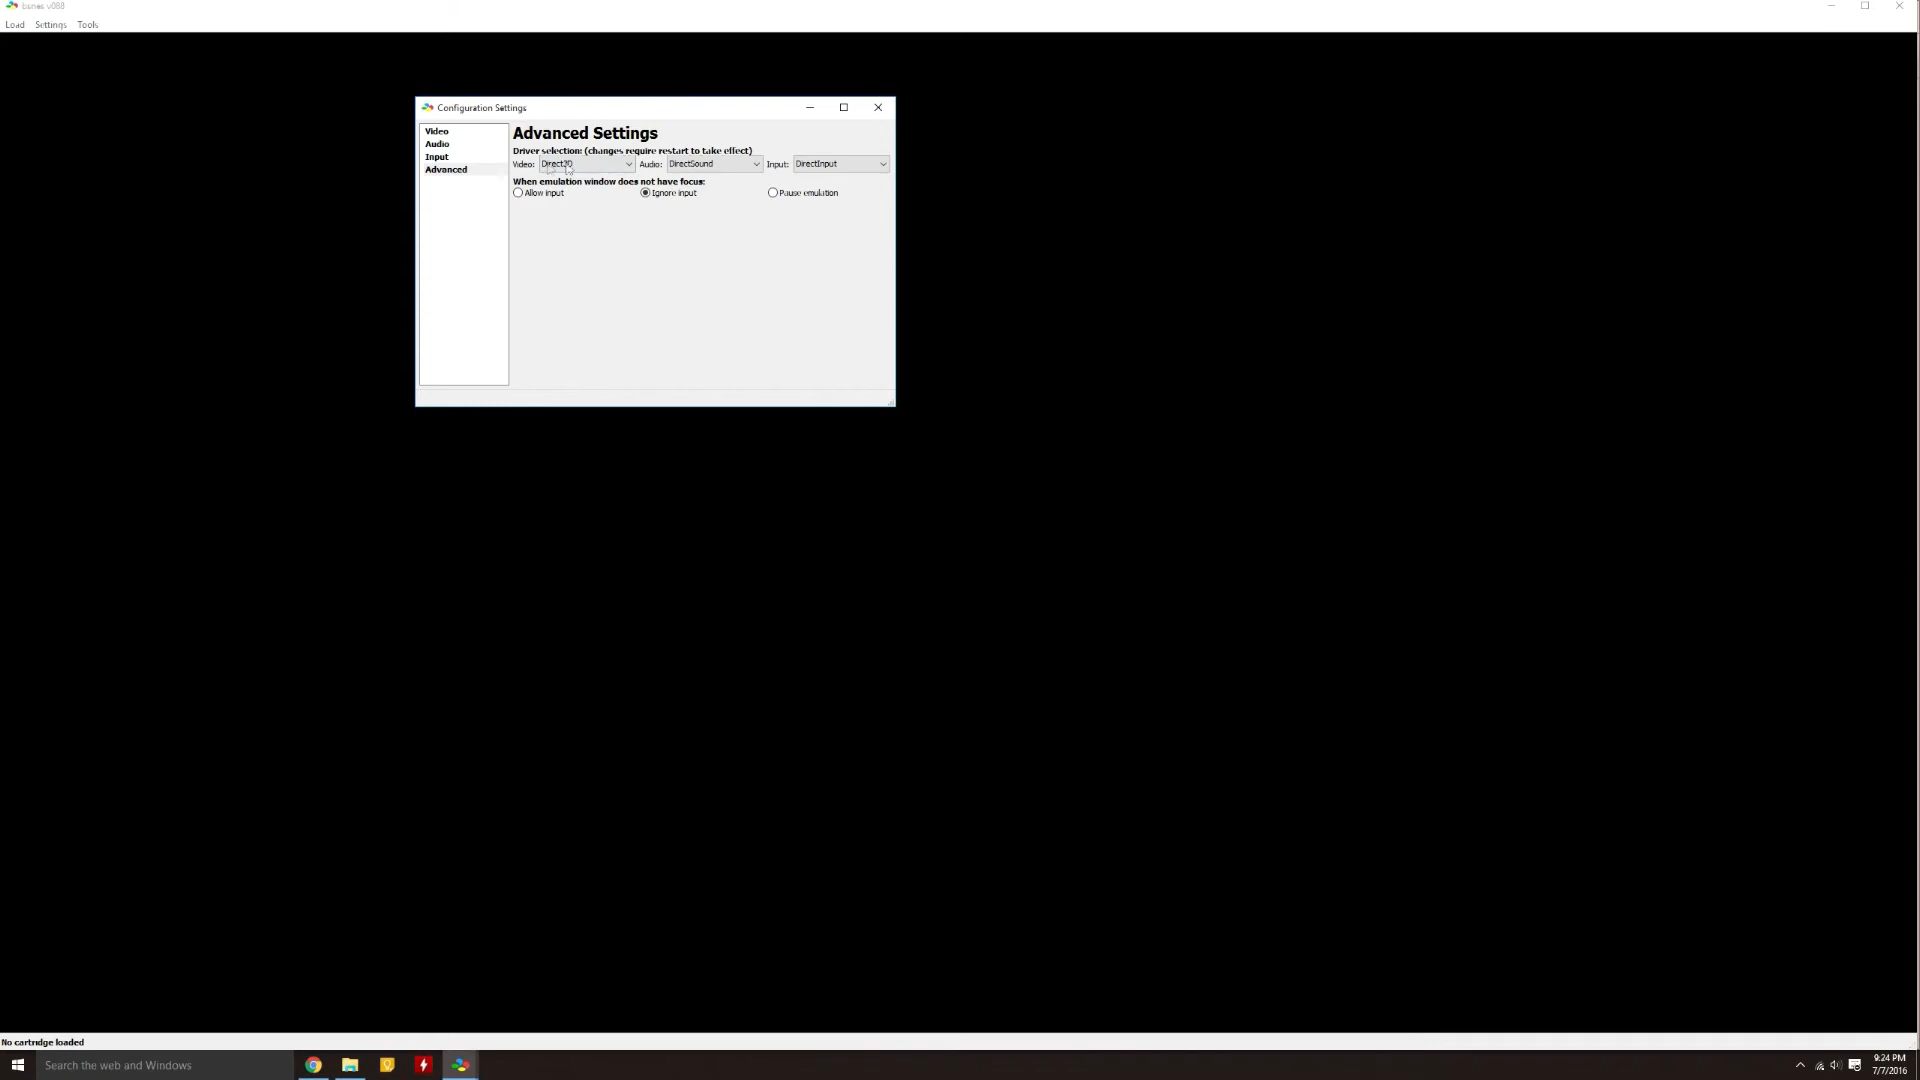 bsnes v088
Load Settings Tools
Configuration Settings
Video
Audio
Input
Advanced
Advanced Settings
Driver selection: (changes require restart to take effect)
Video: Direct3D Audio: DirectSound Input: DirectInput
When emulation window does not have focus:
Allow input Ignore input Pause emulation
No cartridge loaded
Search the web and Windows
9:24 PM
7/7/2016